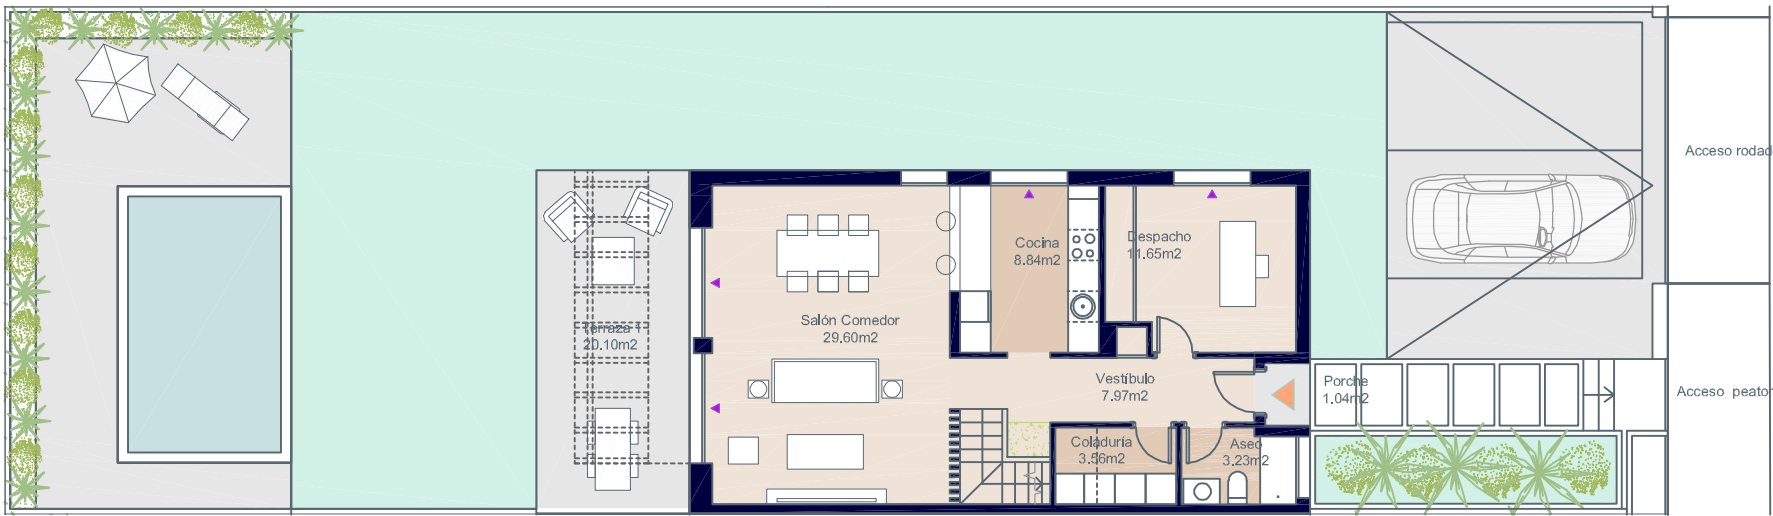 Acceso rodad
Cocina
8.84m2
Despacho
11.65m2
Salón Comedor
29.60m2
Terraza 1
20.10m2
Vestíbulo
7.97m2
Porche
1.04m2
Acceso peator
Coladuría
3.56m2
Aseo
3.23m2